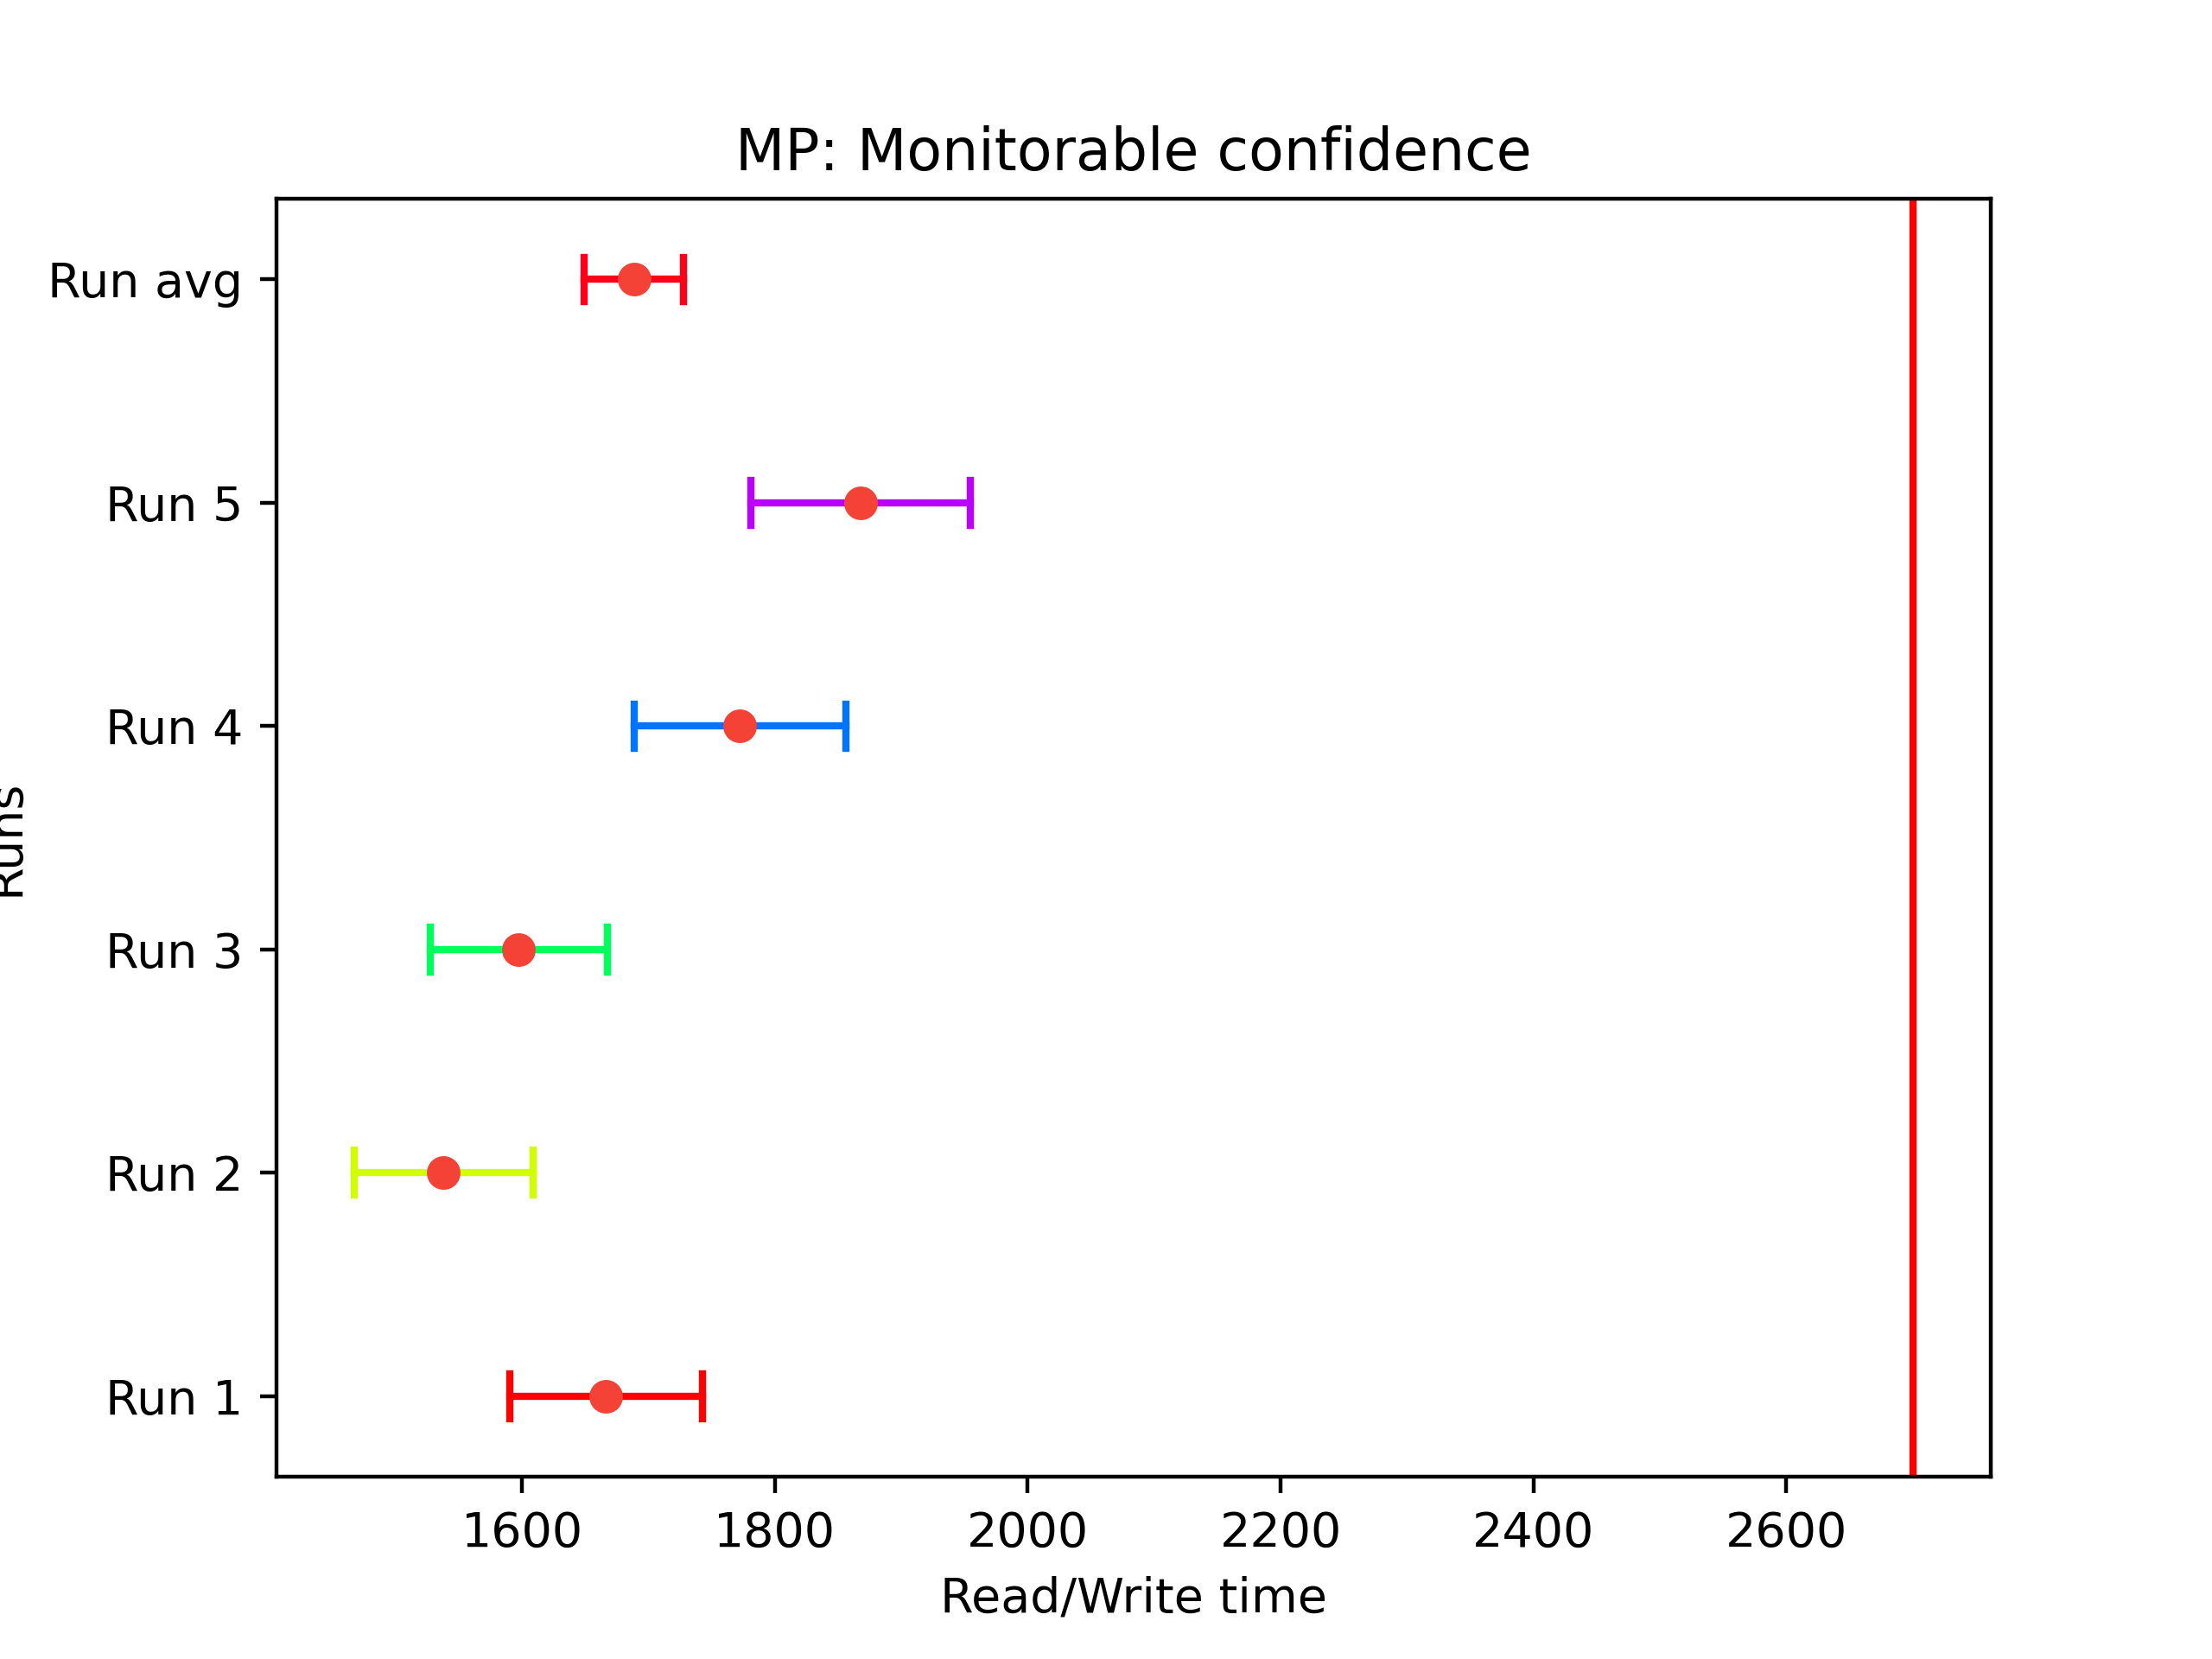 MP: Monitorable confidence
Run avg
Run 5
Run 4
Runs
Run 3
Run 2
Run 1
1600 1800 2000 2200 2400 2600
Read/Write time